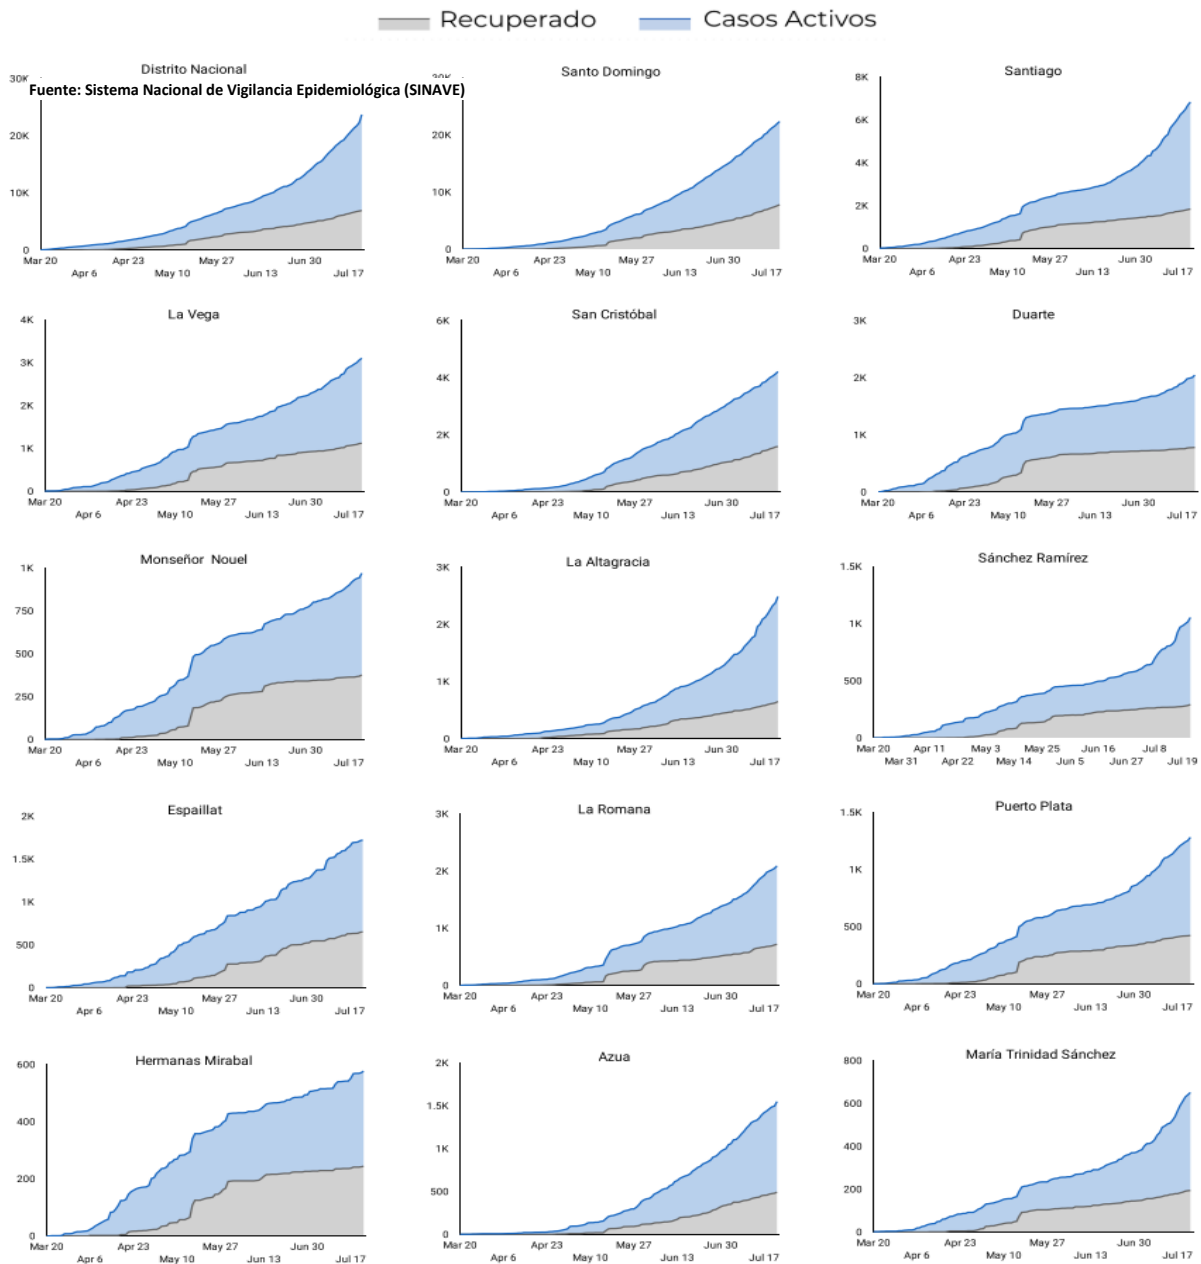 Recuperado Casos Activos
Distrito Nacional
Fuente: Sistema Nacional de Vigilancia Epidemiológica (SINAVE)
30K
20K
10K
0
Mar 20 Apr 23 May 27 Jun 30
Apr 6 May 10 Jun 13 Jul 17
Santo Domingo
30K
20K
10K
0
Mar 20 Apr 23 May 27 Jun 30
Apr 6 May 10 Jun 13 Jul 17
Santiago
8K
6K
4K
2K
0
Mar 20 Apr 23 May 27 Jun 30
Apr 6 May 10 Jun 13 Jul 17
La Vega
4K
3K
2K
1K
0
Mar 20 Apr 23 May 27 Jun 30
Apr 6 May 10 Jun 13 Jul 17
San Cristóbal
6K
4K
2K
0
Mar 20 Apr 23 May 27 Jun 30
Apr 6 May 10 Jun 13 Jul 17
Duarte
3K
2K
1K
0
Mar 20 Apr 23 May 27 Jun 30
Apr 6 May 10 Jun 13 Jul 17
Monseñor Nouel
1K
750
500
250
0
Mar 20 Apr 23 May 27 Jun 30
Apr 6 May 10 Jun 13 Jul 17
La Altagracia
3K
2K
1K
0
Mar 20 Apr 23 May 27 Jun 30
Apr 6 May 10 Jun 13 Jul 17
Sánchez Ramírez
1.5K
1K
500
0
Mar 20 Apr 11 May 3 May 25 Jun 16 Jul 8
Mar 31 Apr 22 May 14 Jun 5 Jun 27 Jul 19
Espaillat
2K
1.5K
1K
500
0
Mar 20 Apr 23 May 27 Jun 30
Apr 6 May 10 Jun 13 Jul 17
La Romana
3K
2K
1K
0
Mar 20 Apr 23 May 27 Jun 30
Apr 6 May 10 Jun 13 Jul 17
Puerto Plata
1.5K
1K
500
0
Mar 20 Apr 23 May 27 Jun 30
Apr 6 May 10 Jun 13 Jul 17
Hermanas Mirabal
600
400
200
0
Mar 20 Apr 23 May 27 Jun 30
Apr 6 May 10 Jun 13 Jul 17
Azua
2K
1.5K
1K
500
0
Mar 20 Apr 23 May 27 Jun 30
Apr 6 May 10 Jun 13 Jul 17
María Trinidad Sánchez
800
600
400
200
0
Mar 20 Apr 23 May 27 Jun 30
Apr 6 May 10 Jun 13 Jul 17